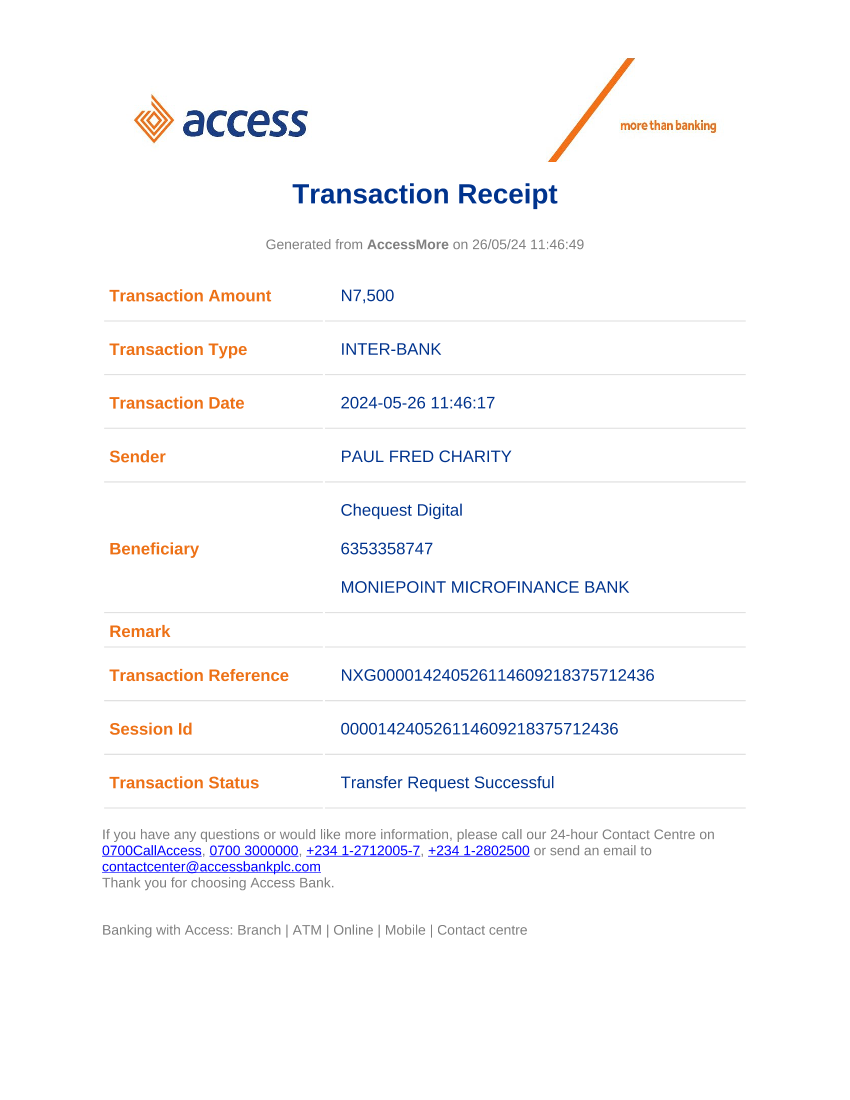 access
more than banking
Transaction Receipt
Generated from AccessMore on 26/05/24 11:46:49
Transaction Amount N7,500
Transaction Type INTER-BANK
Transaction Date 2024-05-26 11:46:17
Sender PAUL FRED CHARITY
Chequest Digital
Beneficiary 6353358747
MONIEPOINT MICROFINANCE BANK
Remark
Transaction Reference NXG000014240526114609218375712436
Session Id 000014240526114609218375712436
Transaction Status Transfer Request Successful
If you have any questions or would like more information, please call our 24-hour Contact Centre on
0700CallAccess, 0700 3000000, +234 1-2712005-7, +234 1-2802500 or send an email to
contactcenter@accessbankplc.com
Thank you for choosing Access Bank.
Banking with Access: Branch | ATM | Online | Mobile | Contact centre